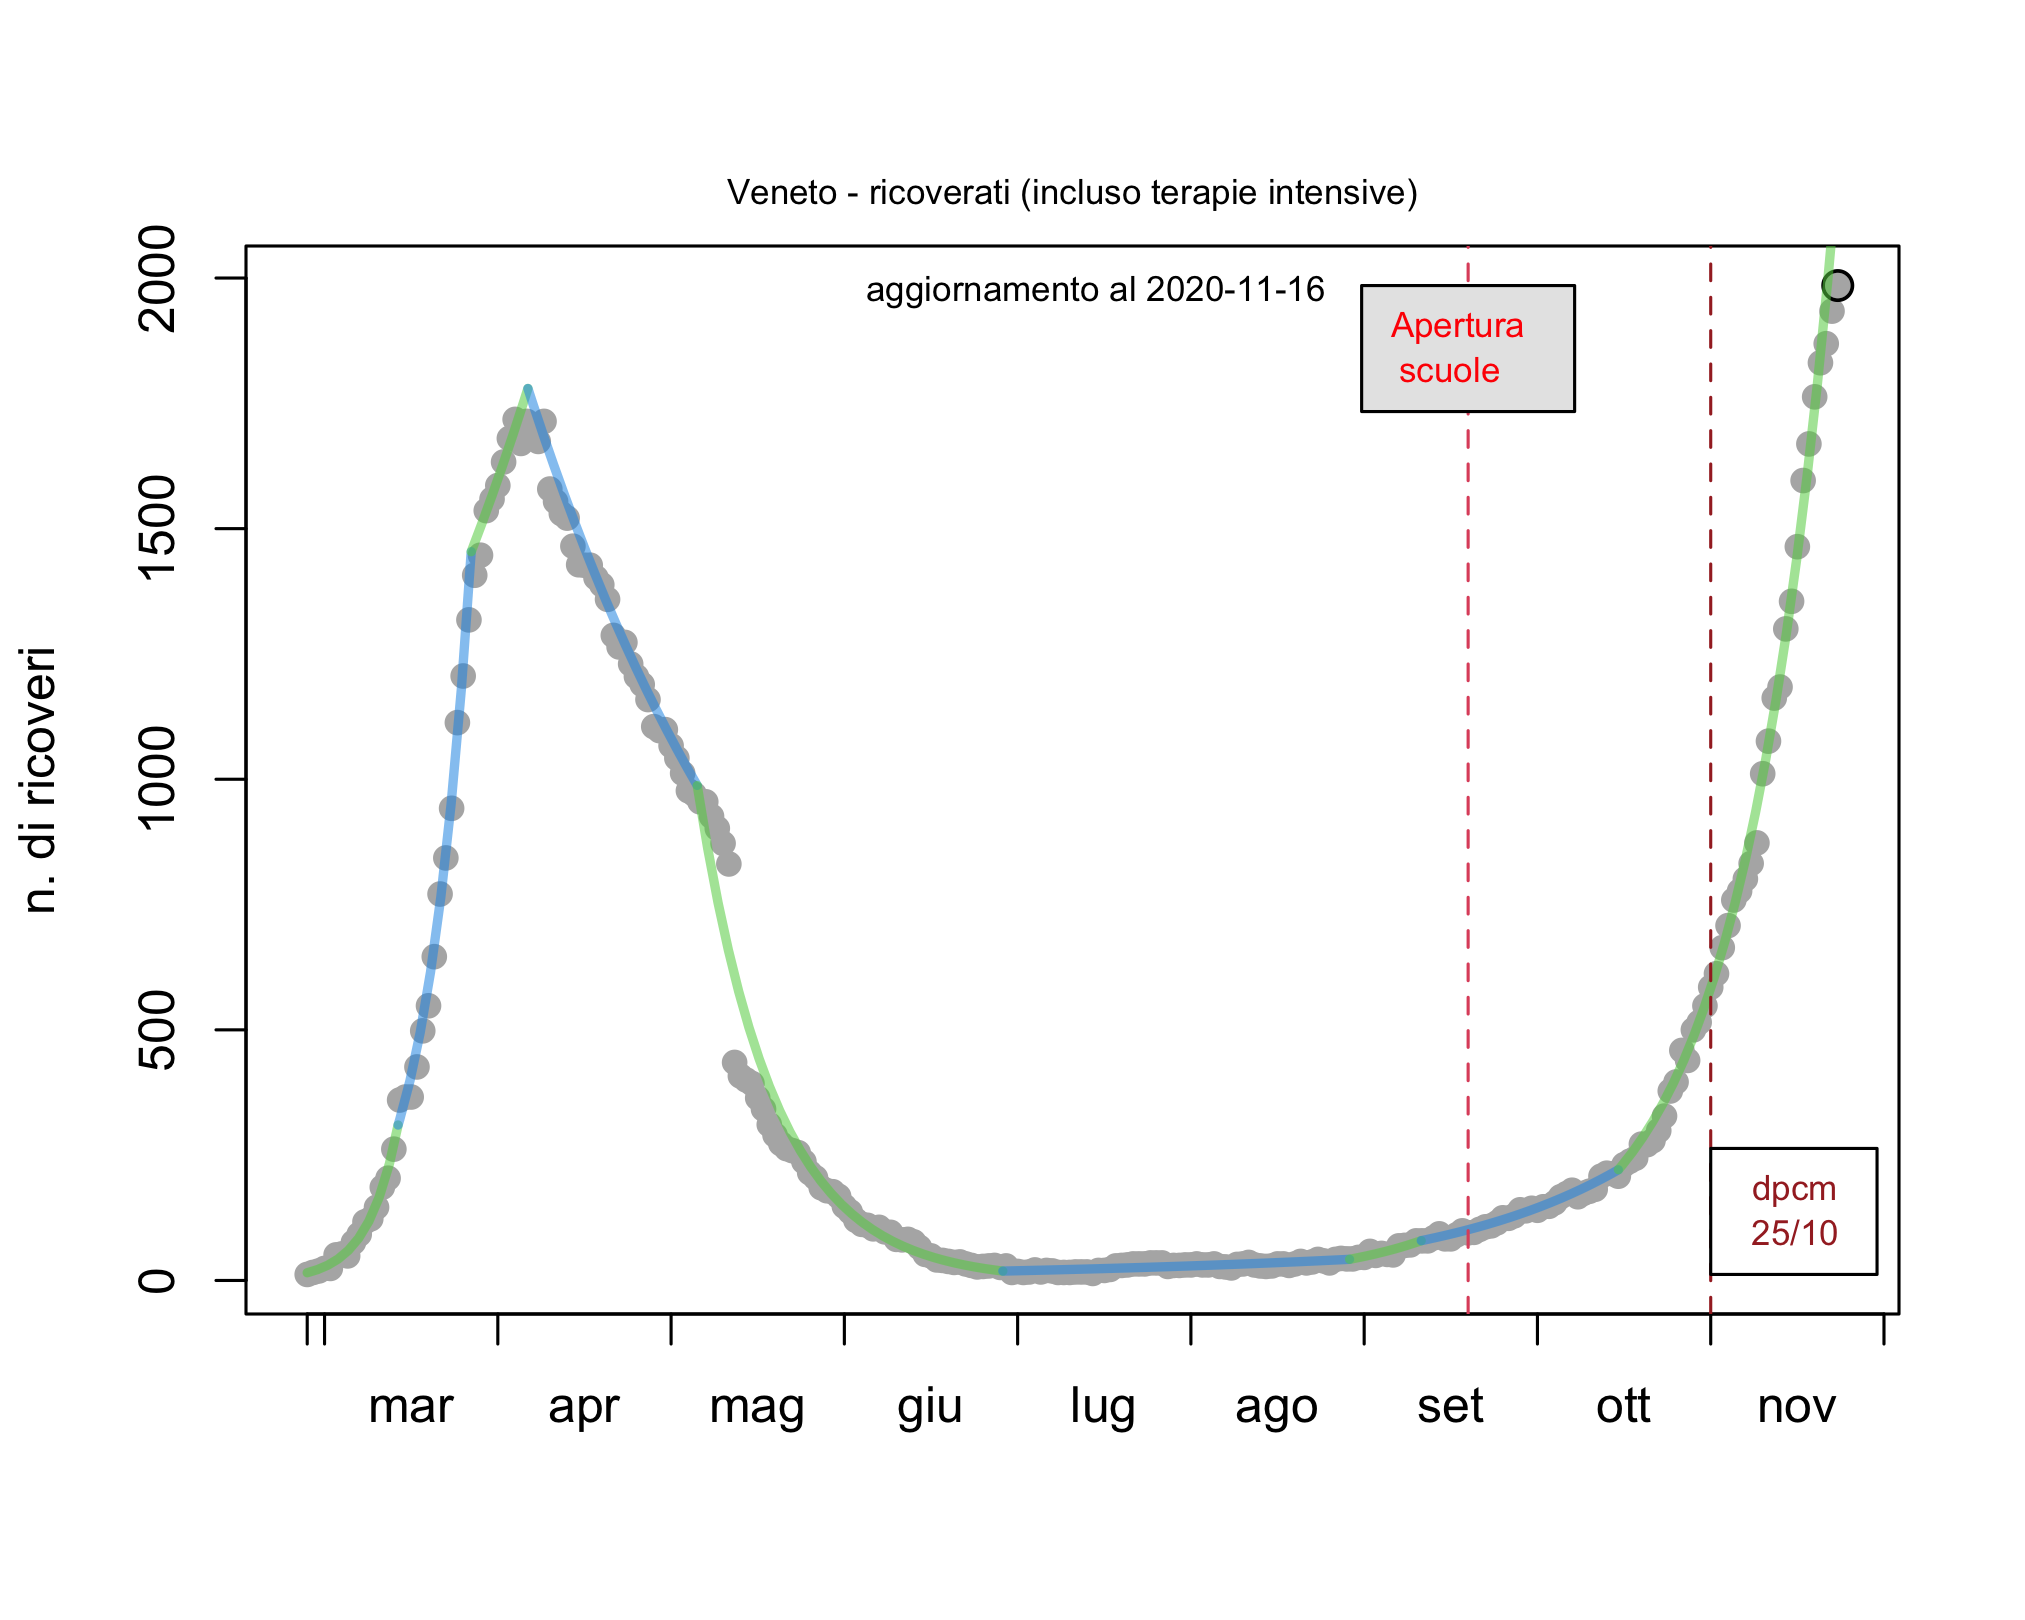 Veneto - ricoverati (incluso terapie intensive)
aggiornamento al 2020-11-16
Apertura
scuole
n. di ricoveri
2000
1500
1000
500
0
dpcm
25/10
mar apr mag giu lug ago set ott nov